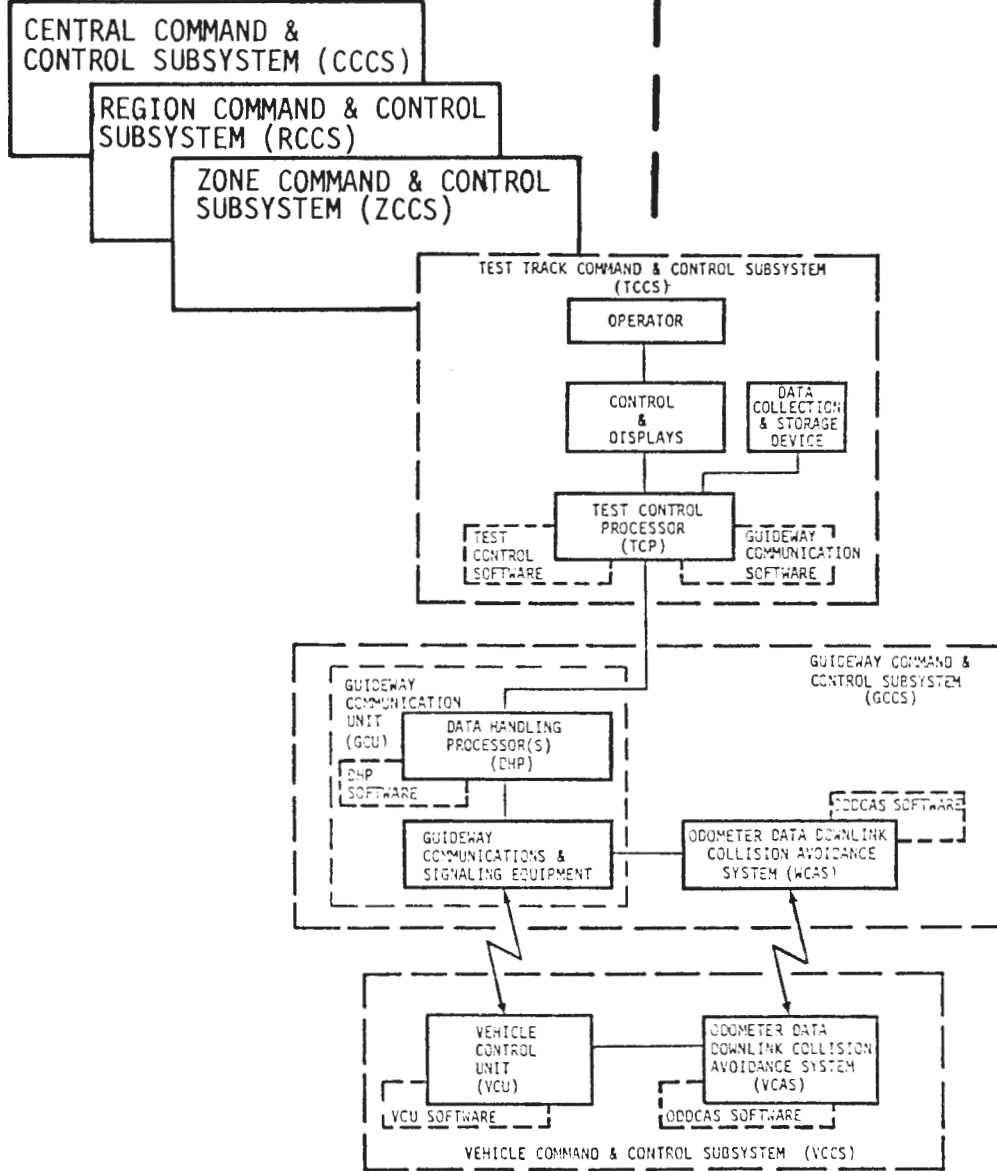 CENTRAL COMMAND &
CONTROL SUBSYSTEM (CCCS)
REGION COMMAND & CONTROL
SUBSYSTEM (RCCS)
ZONE COMMAND & CONTROL
SUBSYSTEM (ZCCS)
TEST TRACK COMMAND & CONTROL SUBSYSTEM
(TCCS)
OPERATOR
CONTROL
&
DISPLAYS
DATA
COLLECTION
& STORAGE
DEVICE
TEST CONTROL
PROCESSOR
(TCP)
TEST
CONTROL
SOFTWARE
GUIDEWAY
COMMUNICATION
SOFTWARE
GUIDEWAY COMMAND &
CONTROL SUBSYSTEM
(GCCS)
GUIDEWAY
COMMUNICATION
UNIT
(GCU)
DATA HANDLING
PROCESSOR(S)
(DHP)
DHP
SOFTWARE
GUIDEWAY
COMMUNICATIONS &
SIGNALING EQUIPMENT
ODDCAS SOFTWARE
ODOMETER DATA DOWNLINK
COLLISION AVOIDANCE
SYSTEM (WCAS)
VEHICLE
CONTROL
UNIT
(VCU)
VCU SOFTWARE
ODOMETER DATA
DOWNLINK COLLISION
AVOIDANCE SYSTEM
(VCAS)
ODDCAS SOFTWARE
VEHICLE COMMAND & CONTROL SUBSYSTEM (VCCS)